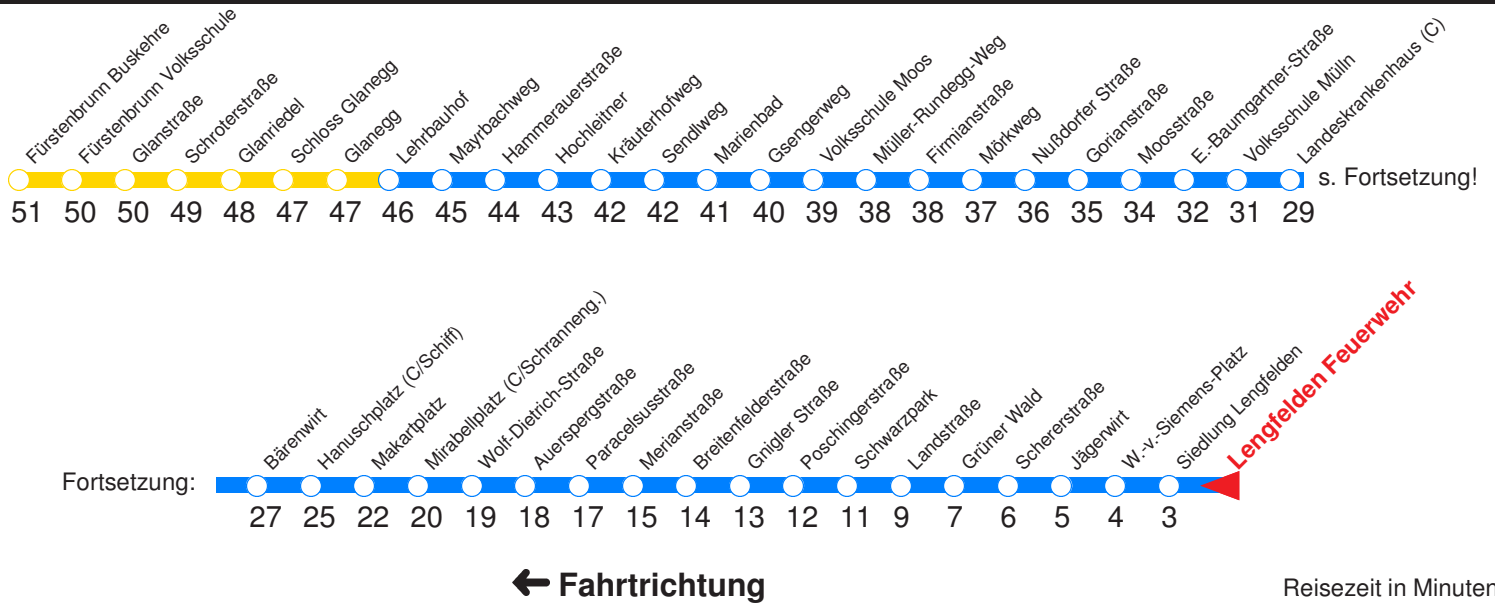 Fürstenbrunn Buskehre
Fürstenbrunn Volksschule
Glanstraße
Schroterstraße
Glanriedel
Schloss Glanegg
Glanegg
Lehrbauhof
Mayrbachweg
Hammerauerstraße
Hochleitner
Kräuterhofweg
Sendlweg
Marienbad
Gsengerweg
Volksschule Moos
Müller-Rundegg-Weg
Firmianstraße
Mörkweg
Nußdorfer Straße
Gorianstraße
Moosstraße
E.-Baumgartner-Straße
Volksschule Mülln
Landeskrankenhaus (C)
s. Fortsetzung!
51 50 50 49 48 47 47 46 45 44 43 42 42 41 40 39 38 38 37 36 35 34 32 31 29
Fortsetzung:
Bärenwirt
Hanuschplatz (C/Schiff)
Makartplatz
Mirabellplatz (C/Schranneng.)
Wolf-Dietrich-Straße
Auerspergstraße
Paracelsusstraße
Merianstraße
Breitenfelderstraße
Gnigler Straße
Poschingerstraße
Schwarzpark
Landstraße
Grüner Wald
Schererstraße
Jägerwirt
W.-v.-Siemens-Platz
Siedlung Lengfelden
Lengfelden Feuerwehr
27 25 22 20 19 18 17 15 14 13 12 11 9 7 6 5 4 3
← Fahrtrichtung
Reisezeit in Minuten